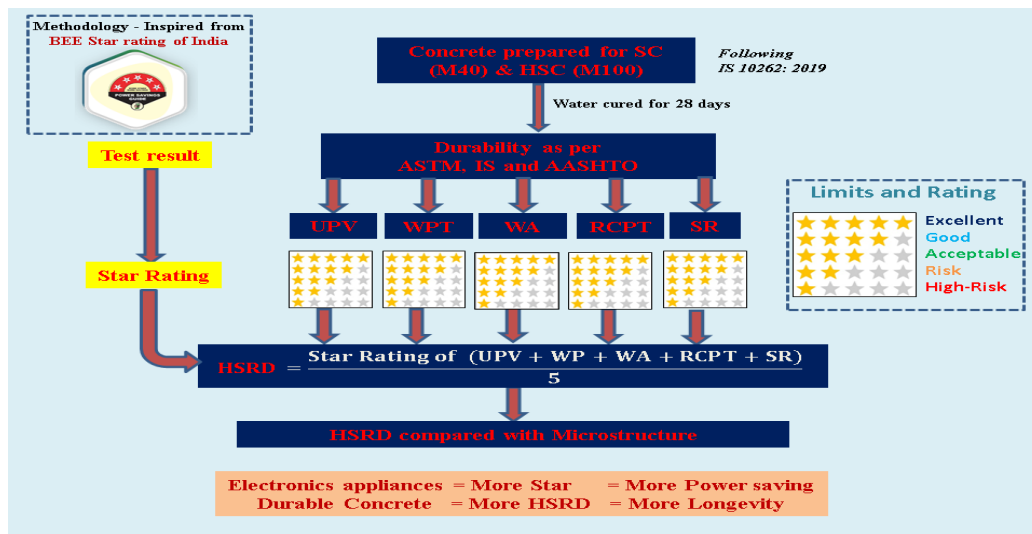 Methodology - Inspired from
BEE Star rating of India
POWER SAVINGS
GUIDE
Concrete prepared for SC
(M40) & HSC (M100)
Following
IS 10262: 2019
Water cured for 28 days
Test result
Durability as per
ASTM, IS and AASHTO
UPV
WPT
WA
RCPT
SR
Limits and Rating
Excellent
Good
Acceptable
Risk
High-Risk
Star Rating
HSRD = Star Rating of (UPV + WP + WA + RCPT + SR)
5
HSRD compared with Microstructure
Electronics appliances = More Star = More Power saving
Durable Concrete = More HSRD = More Longevity